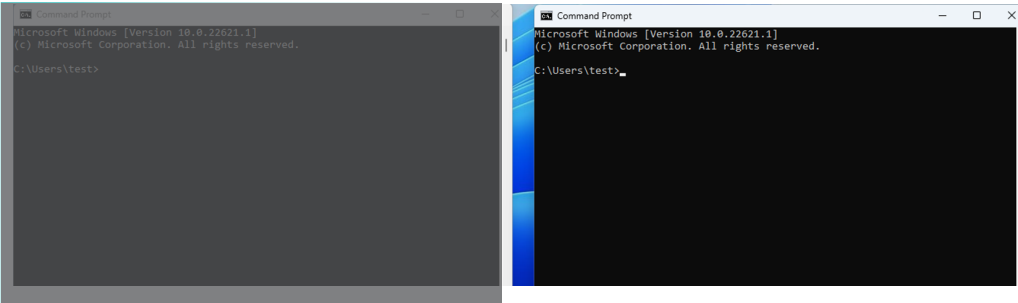 Command Prompt
Microsoft Windows [Version 10.0.22621.1]
(c) Microsoft Corporation. All rights reserved.
C:\Users\test>
Command Prompt
Microsoft Windows [Version 10.0.22621.1]
(c) Microsoft Corporation. All rights reserved.
C:\Users\test>